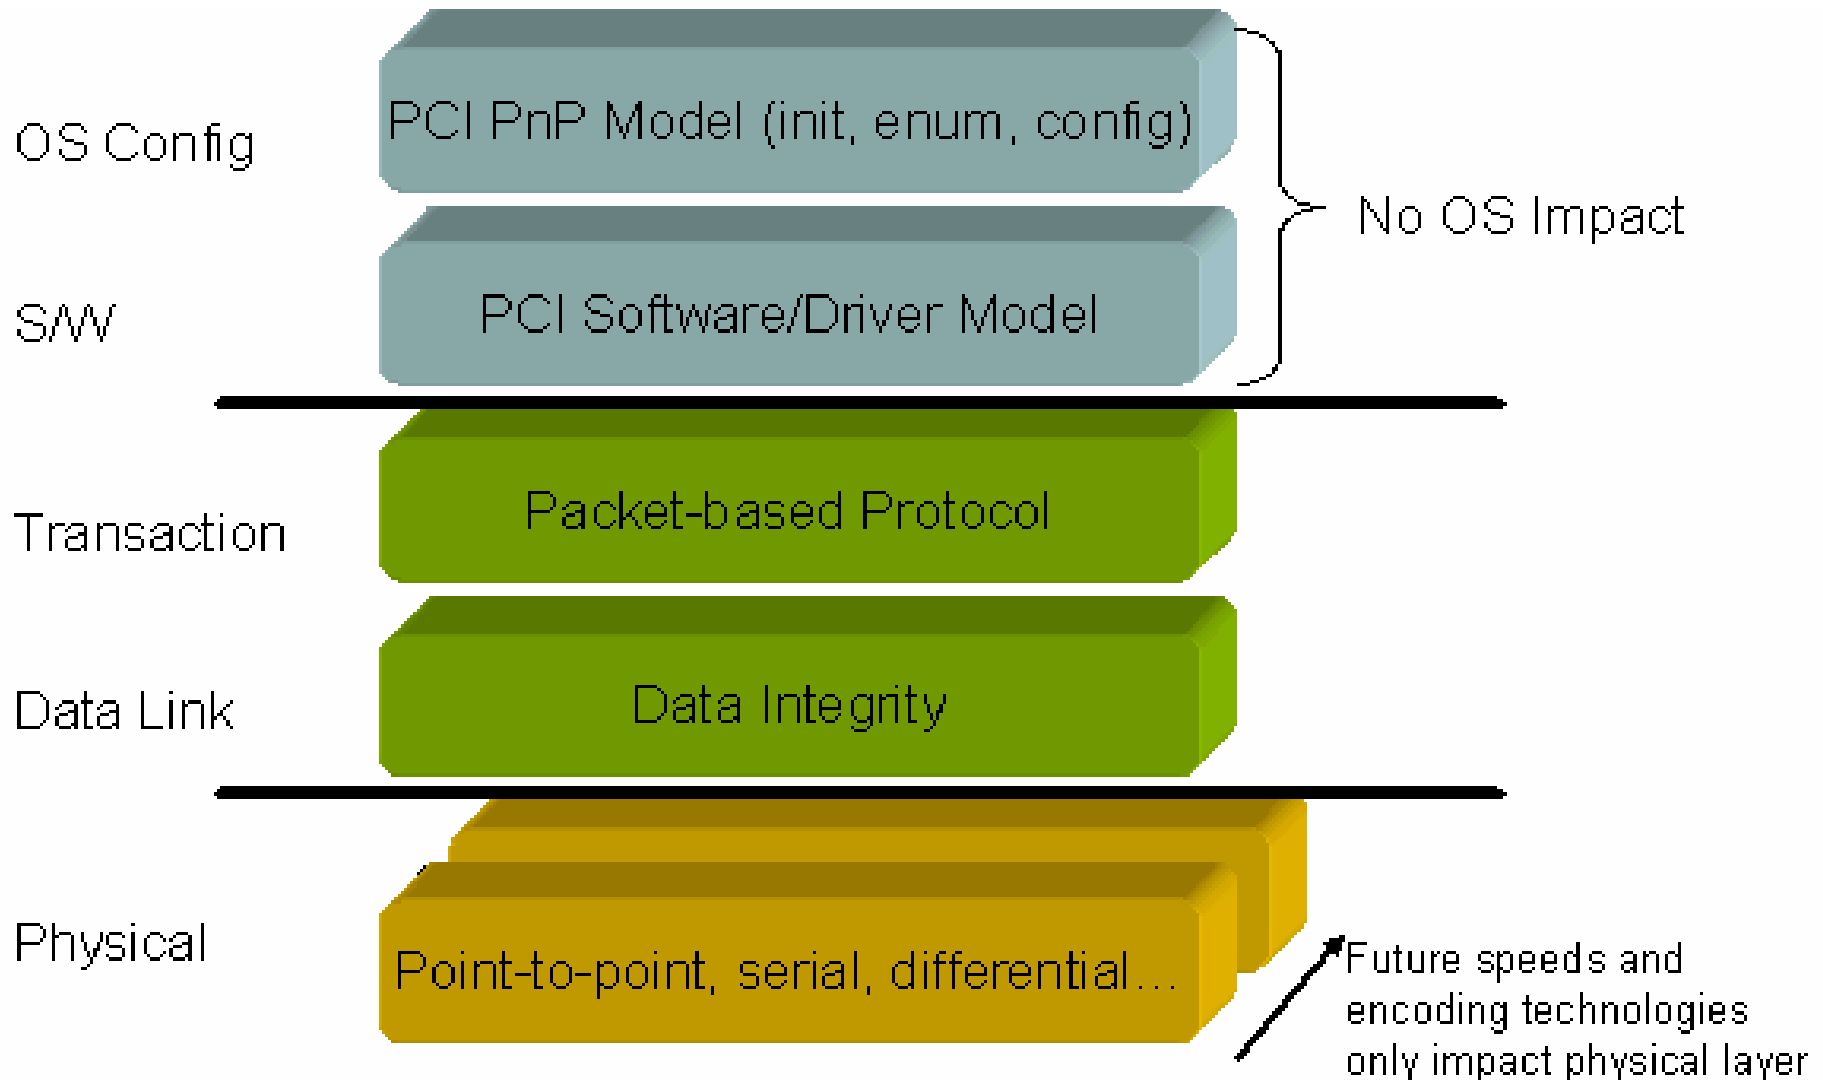 OS Config
PCI PnP Model (init, enum, config)
No OS Impact
S/W
PCI Software/Driver Model
Transaction
Packet-based Protocol
Data Link
Data Integrity
Physical
Point-to-point, serial, differential...
Future speeds and
encoding technologies
only impact physical layer